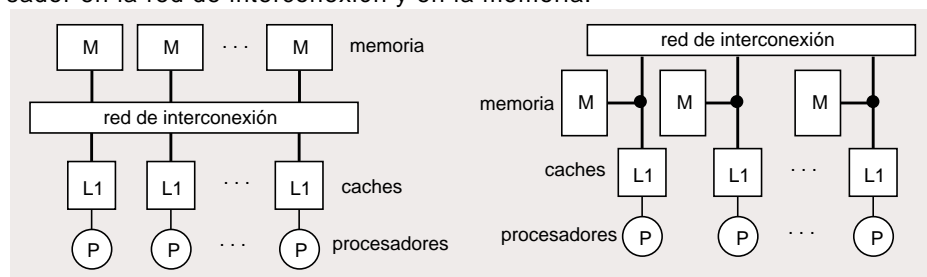 sador en la red de interconexión y en la memoria.
M M · · · M memoria
red de interconexión
L1 L1 · · · L1 caches
P P · · · P procesadores
red de interconexión
memoria M M M
caches L1 L1 · · · L1
procesadores P P · · · P